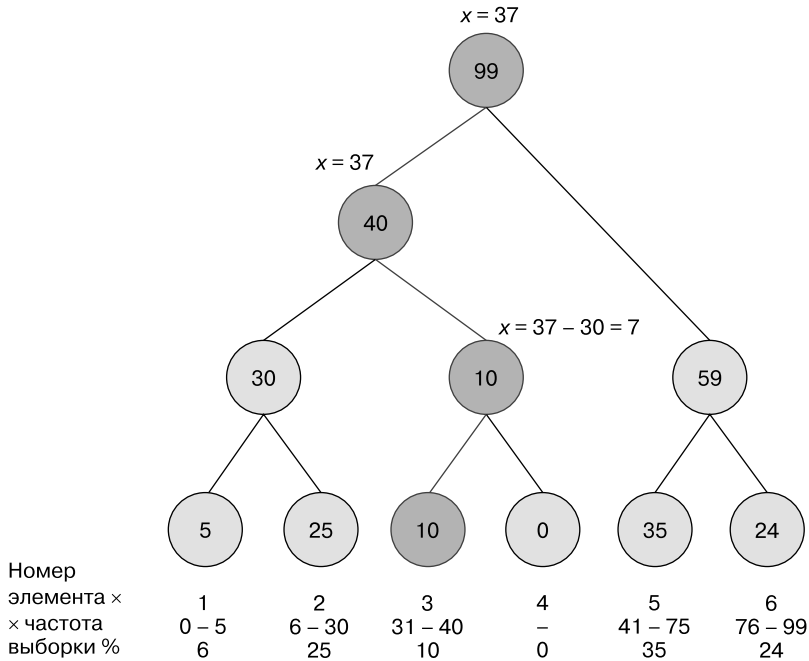 x = 37
99
x = 37
40
x = 37 – 30 = 7
30
10
59
5
25
10
0
35
24
Номер
элемента ×
1
2
3
4
5
6
× частота
0 – 5
6 – 30
31 – 40
–
41 – 75
76 – 99
выборки %
6
25
10
0
35
24